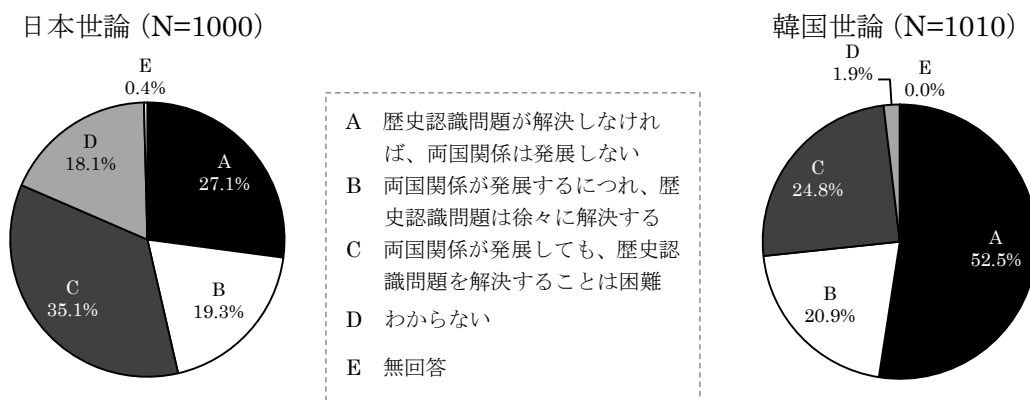 日本世論（N=1000）
E
0.4%
D
18.1%
A
27.1%
C
35.1%
B
19.3%
A 歴史認識問題が解決しなけれ
ば、両国関係は発展しない
B 両国関係が発展するにつれ、歴
史認識問題は徐々に解決する
C 両国関係が発展しても、歴史認
識問題を解決することは困難
D わからない
E 無回答
韓国世論（N=1010）
D
1.9%
E
0.0%
C
24.8%
A
52.5%
B
20.9%